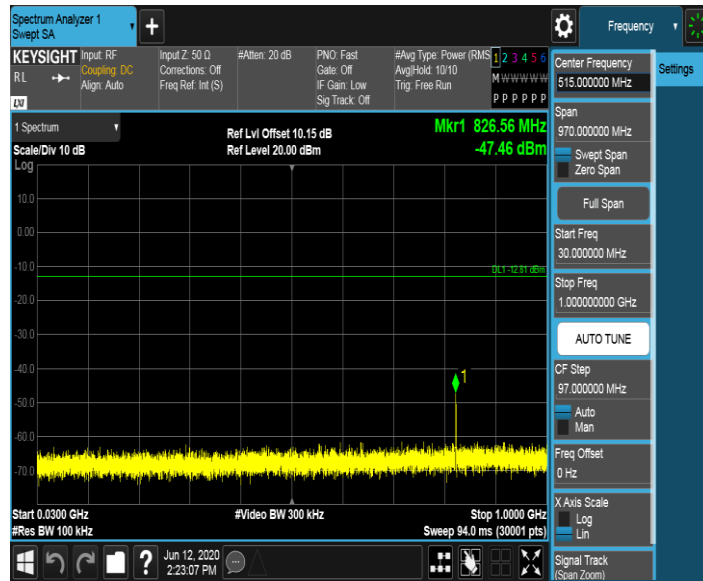 Spectrum Analyzer 1
Swept SA
+
Frequency
KEYSIGHT
RL
LXI
Input: RF
Coupling: DC
Align: Auto
Input Z: 50 Ω
Corrections: Off
Freq Ref: Int (S)
#Atten: 20 dB
PNO: Fast
Gate: Off
IF Gain: Low
Sig Track: Off
#Avg Type: Power (RMS
Avg|Hold: 10/10
Trig: Free Run
1 2 3 4 5 6
M W W W W W
P P P P P P
1 Spectrum
Scale/Div 10 dB
Log
Ref Lvl Offset 10.15 dB
Ref Level 20.00 dBm
Mkr1 826.56 MHz
-47.46 dBm
10.0
0.00
-10.0
DL1 -12.81 dBm
-20.0
-30.0
-40.0
1
-50.0
-60.0
-70.0
Start 0.0300 GHz
#Res BW 100 kHz
#Video BW 300 kHz
Stop 1.0000 GHz
Sweep 94.0 ms (30001 pts)
?
Jun 12, 2020
2:23:07 PM
Center Frequency
515.000000 MHz
Settings
Span
970.000000 MHz
Swept Span
Zero Span
Full Span
Start Freq
30.000000 MHz
Stop Freq
1.000000000 GHz
AUTO TUNE
CF Step
97.000000 MHz
Auto
Man
Freq Offset
0 Hz
X Axis Scale
Log
Lin
Signal Track
(Span Zoom)